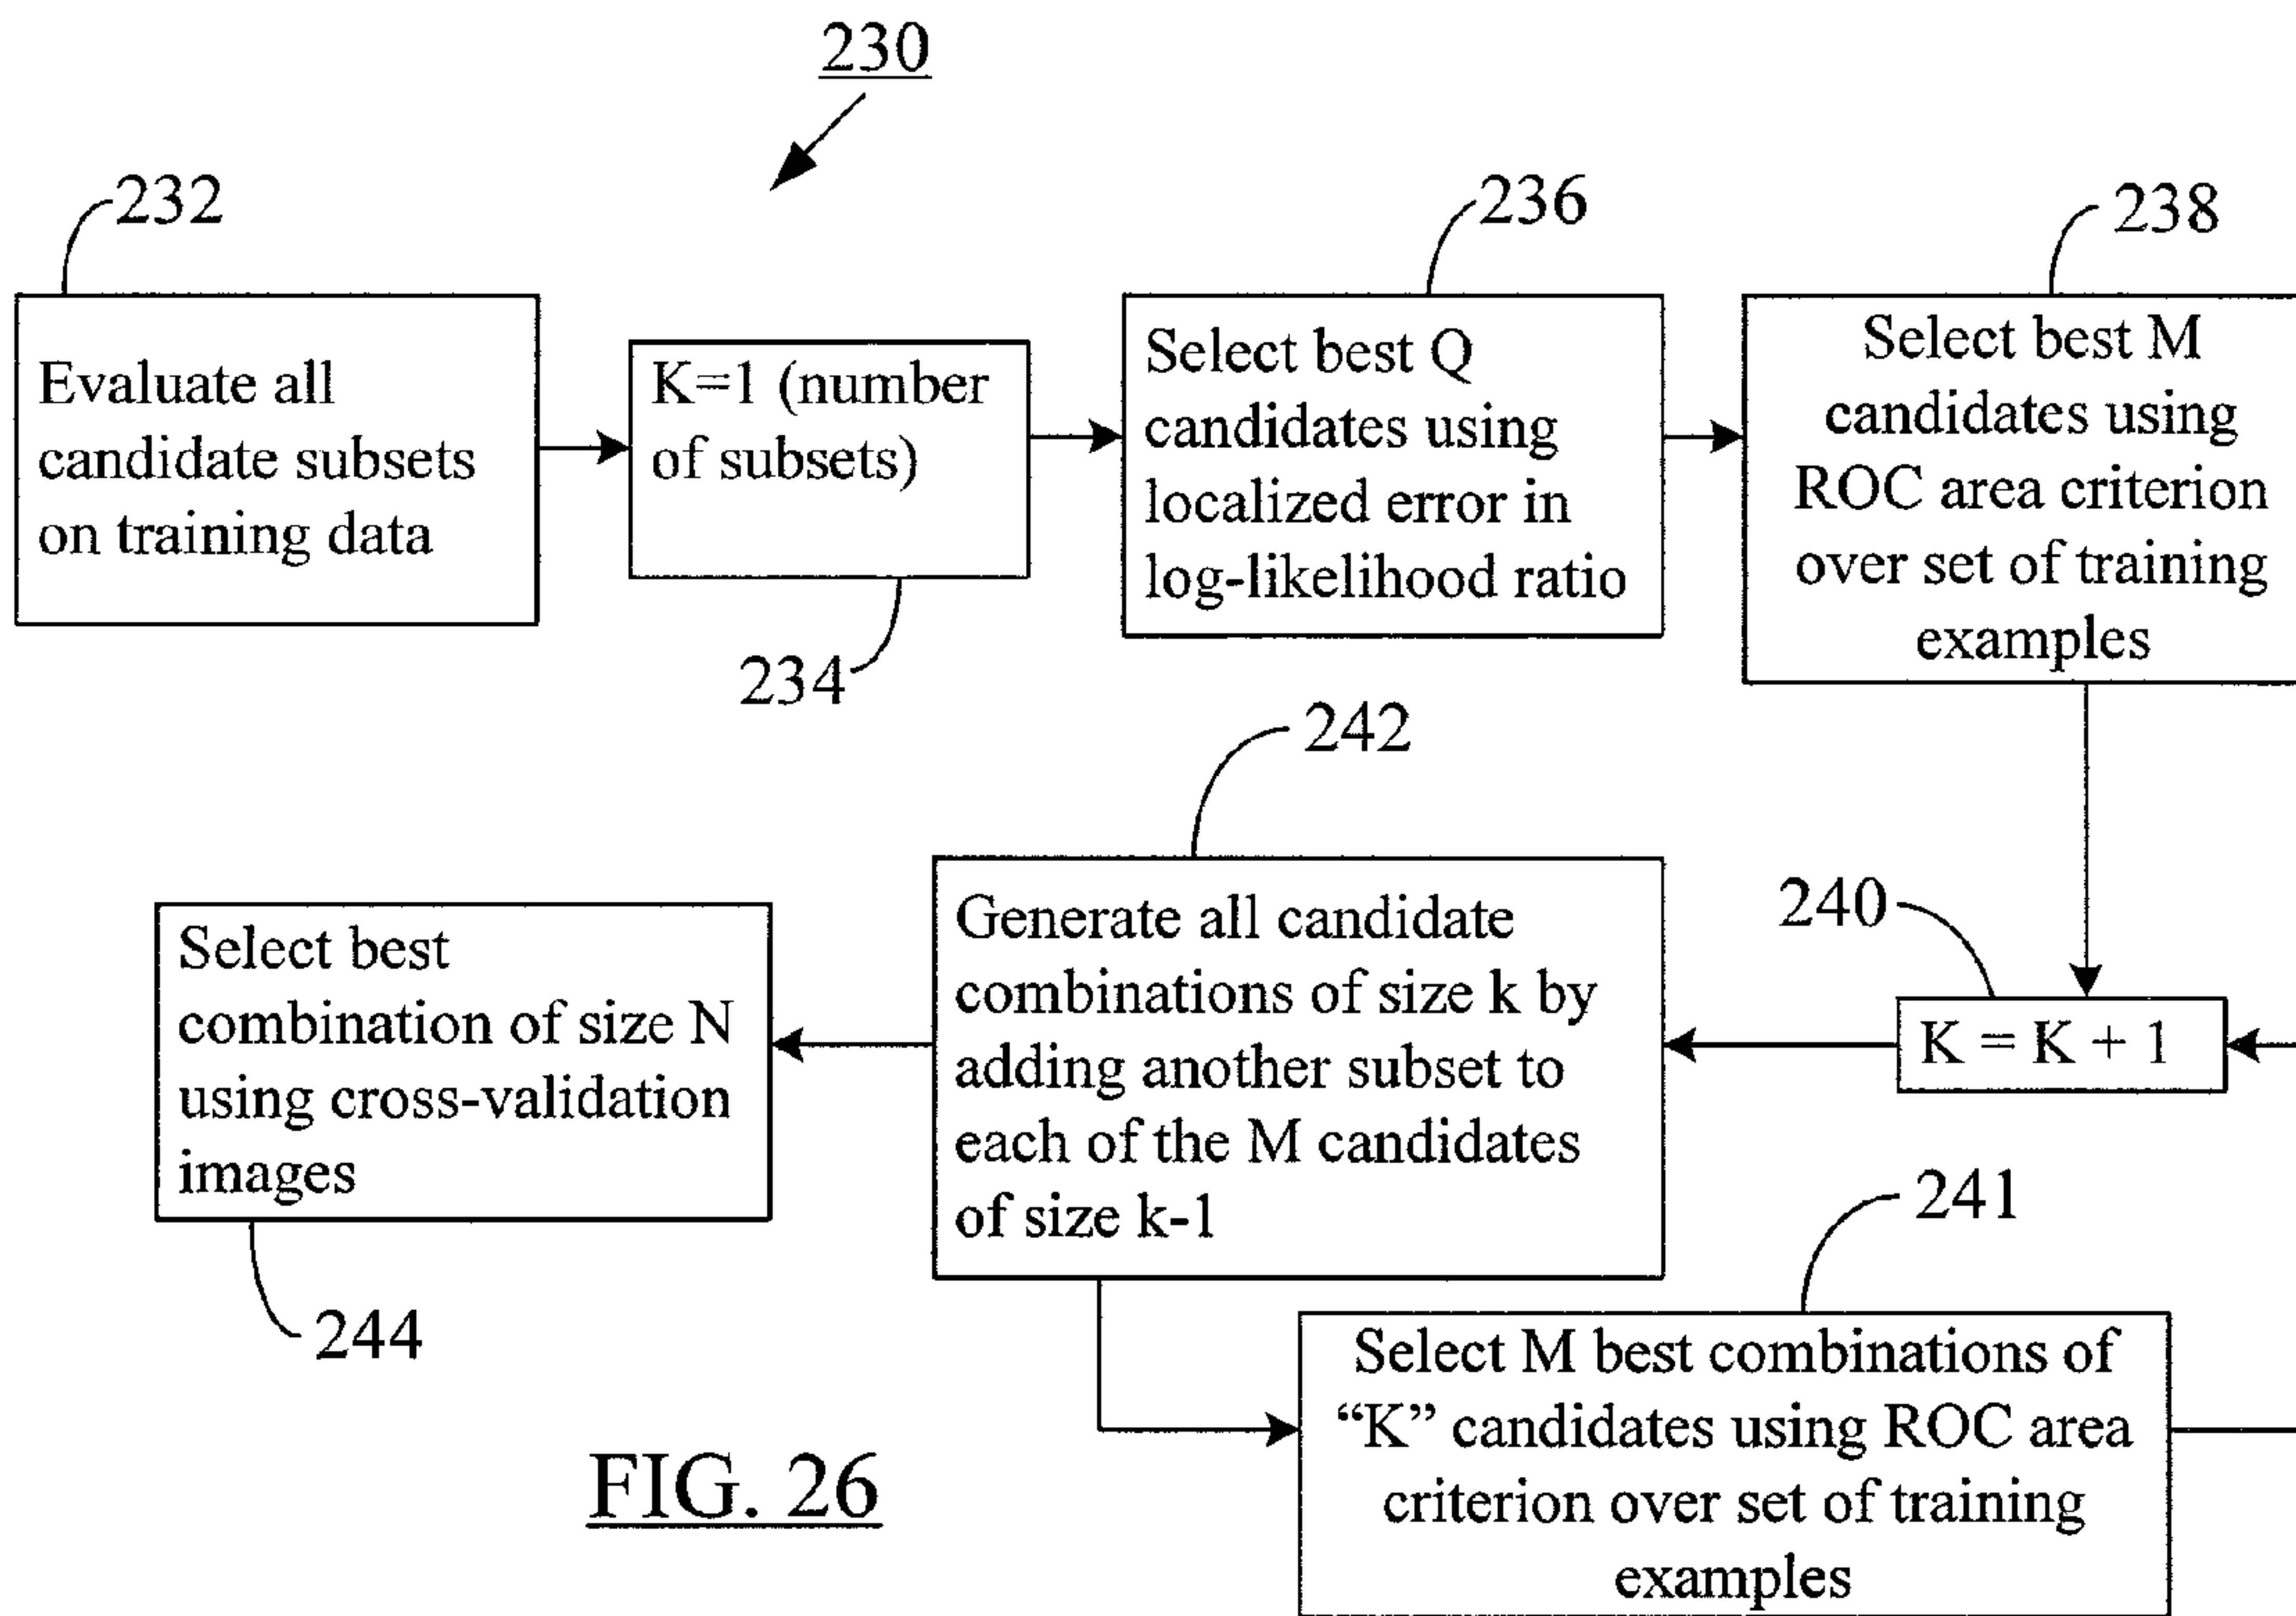 230
232
Evaluate all
candidate subsets
on training data
K=1 (number
of subsets)
234
236
Select best Q
candidates using
localized error in
log-likelihood ratio
238
Select best M
candidates using
ROC area criterion
over set of training
examples
240
K = K + 1
242
Generate all candidate
combinations of size k by
adding another subset to
each of the M candidates
of size k-1
241
Select M best combinations of
“K” candidates using ROC area
criterion over set of training
examples
Select best
combination of size N
using cross-validation
images
244
FIG. 26